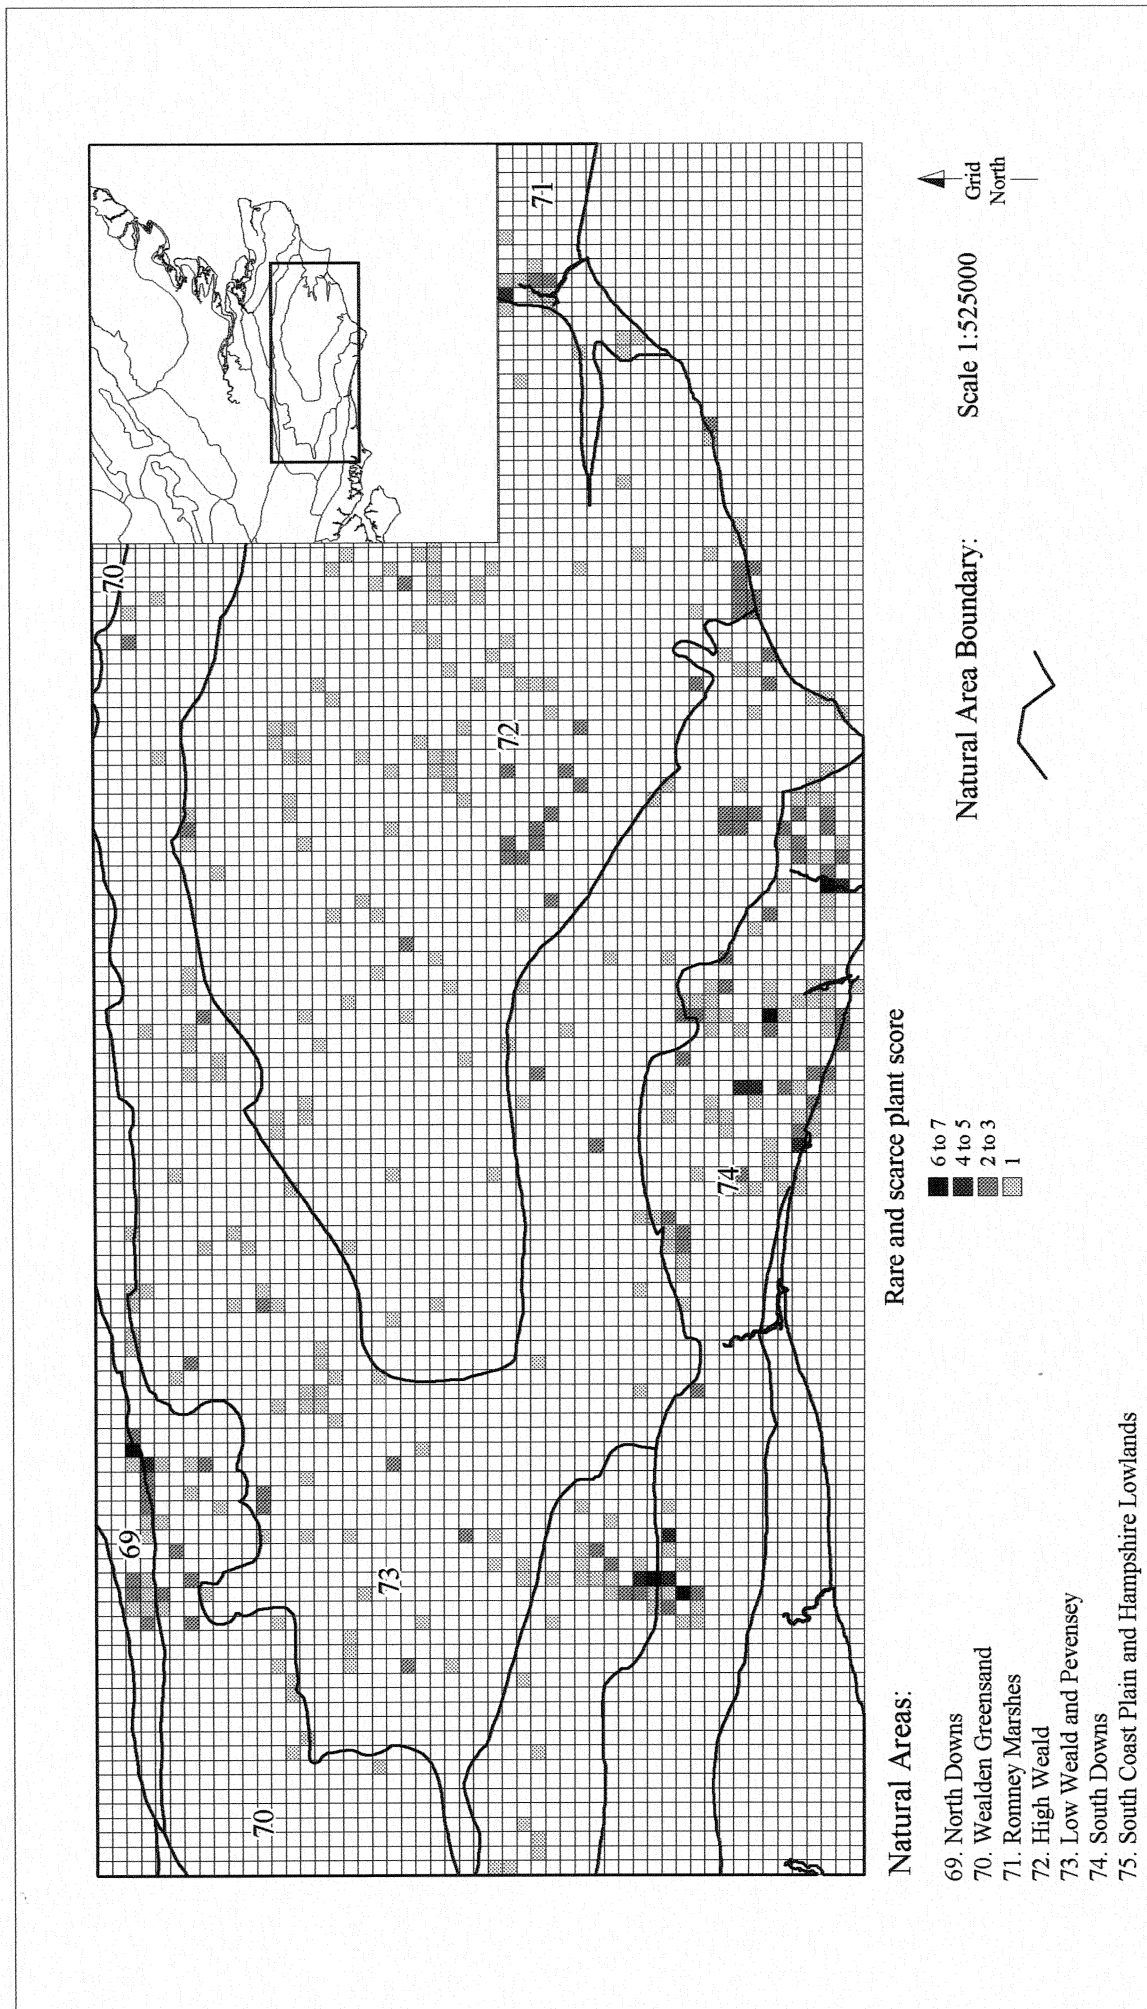 70
69
70
73
72
71
74
Natural Areas:
69. North Downs
70. Wealden Greensand
71. Romney Marshes
72. High Weald
73. Low Weald and Pevensey
74. South Downs
75. South Coast Plain and Hampshire Lowlands
Rare and scarce plant score
6 to 7
4 to 5
2 to 3
1
Natural Area Boundary:
Scale 1:525000
Grid
North